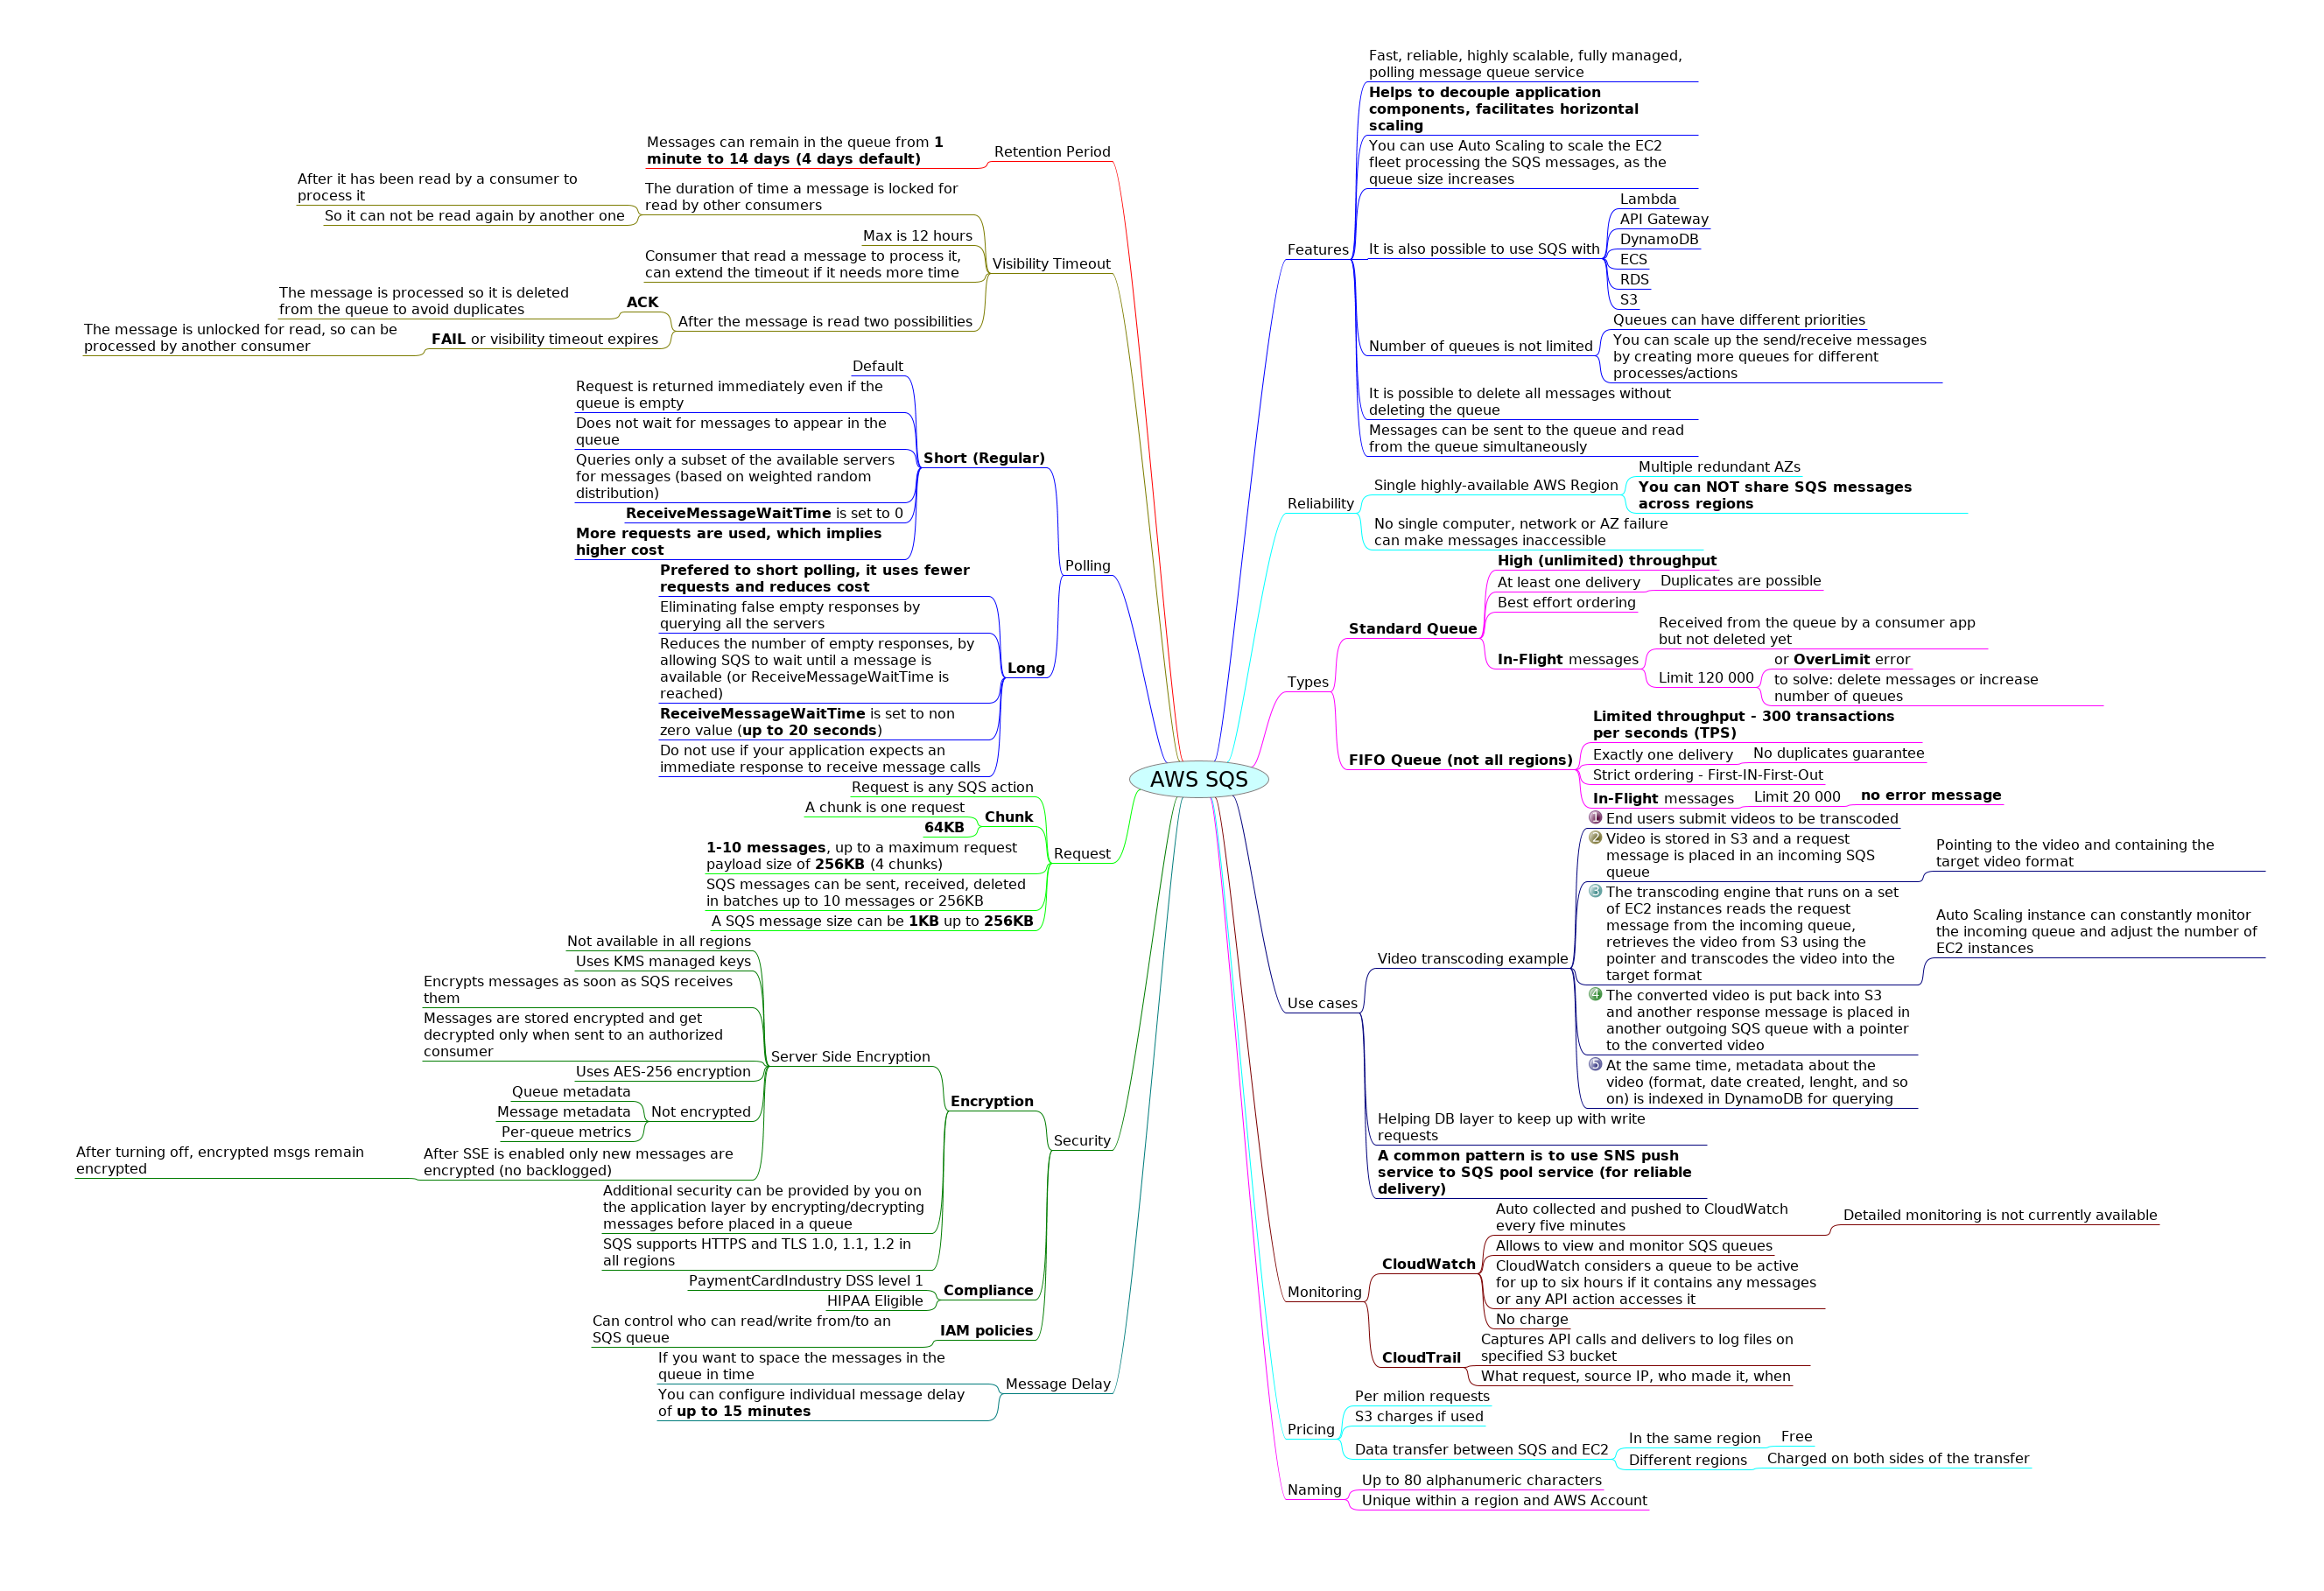 AWS SQS
Retention Period
Messages can remain in the queue from 1
minute to 14 days (4 days default)
Visibility Timeout
The duration of time a message is locked for
read by other consumers
After it has been read by a consumer to
process it
So it can not be read again by another one
Max is 12 hours
Consumer that read a message to process it,
can extend the timeout if it needs more time
After the message is read two possibilities
ACK
The message is processed so it is deleted
from the queue to avoid duplicates
FAIL or visibility timeout expires
The message is unlocked for read, so can be
processed by another consumer
Polling
Short (Regular)
Default
Request is returned immediately even if the
queue is empty
Does not wait for messages to appear in the
queue
Queries only a subset of the available servers
for messages (based on weighted random
distribution)
ReceiveMessageWaitTime is set to 0
More requests are used, which implies
higher cost
Long
Prefered to short polling, it uses fewer
requests and reduces cost
Eliminating false empty responses by
querying all the servers
Reduces the number of empty responses, by
allowing SQS to wait until a message is
available (or ReceiveMessageWaitTime is
reached)
ReceiveMessageWaitTime is set to non
zero value (up to 20 seconds)
Do not use if your application expects an
immediate response to receive message calls
Request
Request is any SQS action
Chunk
A chunk is one request
64KB
1-10 messages, up to a maximum request
payload size of 256KB (4 chunks)
SQS messages can be sent, received, deleted
in batches up to 10 messages or 256KB
A SQS message size can be 1KB up to 256KB
Security
Encryption
Server Side Encryption
Not available in all regions
Uses KMS managed keys
Encrypts messages as soon as SQS receives
them
Messages are stored encrypted and get
decrypted only when sent to an authorized
consumer
Uses AES-256 encryption
Not encrypted
Queue metadata
Message metadata
Per-queue metrics
After SSE is enabled only new messages are
encrypted (no backlogged)
After turning off, encrypted msgs remain
encrypted
Additional security can be provided by you on
the application layer by encrypting/decrypting
messages before placed in a queue
SQS supports HTTPS and TLS 1.0, 1.1, 1.2 in
all regions
Compliance
PaymentCardIndustry DSS level 1
HIPAA Eligible
IAM policies
Can control who can read/write from/to an
SQS queue
Message Delay
If you want to space the messages in the
queue in time
You can configure individual message delay
of up to 15 minutes
Features
Fast, reliable, highly scalable, fully managed,
polling message queue service
Helps to decouple application
components, facilitates horizontal
scaling
You can use Auto Scaling to scale the EC2
fleet processing the SQS messages, as the
queue size increases
It is also possible to use SQS with
Lambda
API Gateway
DynamoDB
ECS
RDS
S3
Number of queues is not limited
Queues can have different priorities
You can scale up the send/receive messages
by creating more queues for different
processes/actions
It is possible to delete all messages without
deleting the queue
Messages can be sent to the queue and read
from the queue simultaneously
Reliability
Single highly-available AWS Region
Multiple redundant AZs
You can NOT share SQS messages
across regions
No single computer, network or AZ failure
can make messages inaccessible
Types
Standard Queue
High (unlimited) throughput
At least one delivery
Duplicates are possible
Best effort ordering
In-Flight messages
Received from the queue by a consumer app
but not deleted yet
Limit 120 000
or OverLimit error
to solve: delete messages or increase
number of queues
FIFO Queue (not all regions)
Limited throughput - 300 transactions
per seconds (TPS)
Exactly one delivery
No duplicates guarantee
Strict ordering - First-IN-First-Out
In-Flight messages
Limit 20 000
no error message
Use cases
Video transcoding example
1 End users submit videos to be transcoded
2 Video is stored in S3 and a request
message is placed in an incoming SQS
queue
Pointing to the video and containing the
target video format
3 The transcoding engine that runs on a set
of EC2 instances reads the request
message from the incoming queue,
retrieves the video from S3 using the
pointer and transcodes the video into the
target format
Auto Scaling instance can constantly monitor
the incoming queue and adjust the number of
EC2 instances
4 The converted video is put back into S3
and another response message is placed in
another outgoing SQS queue with a pointer
to the converted video
5 At the same time, metadata about the
video (format, date created, lenght, and so
on) is indexed in DynamoDB for querying
Helping DB layer to keep up with write
requests
A common pattern is to use SNS push
service to SQS pool service (for reliable
delivery)
Monitoring
CloudWatch
Auto collected and pushed to CloudWatch
every five minutes
Detailed monitoring is not currently available
Allows to view and monitor SQS queues
CloudWatch considers a queue to be active
for up to six hours if it contains any messages
or any API action accesses it
No charge
CloudTrail
Captures API calls and delivers to log files on
specified S3 bucket
What request, source IP, who made it, when
Pricing
Per milion requests
S3 charges if used
Data transfer between SQS and EC2
In the same region
Free
Different regions
Charged on both sides of the transfer
Naming
Up to 80 alphanumeric characters
Unique within a region and AWS Account